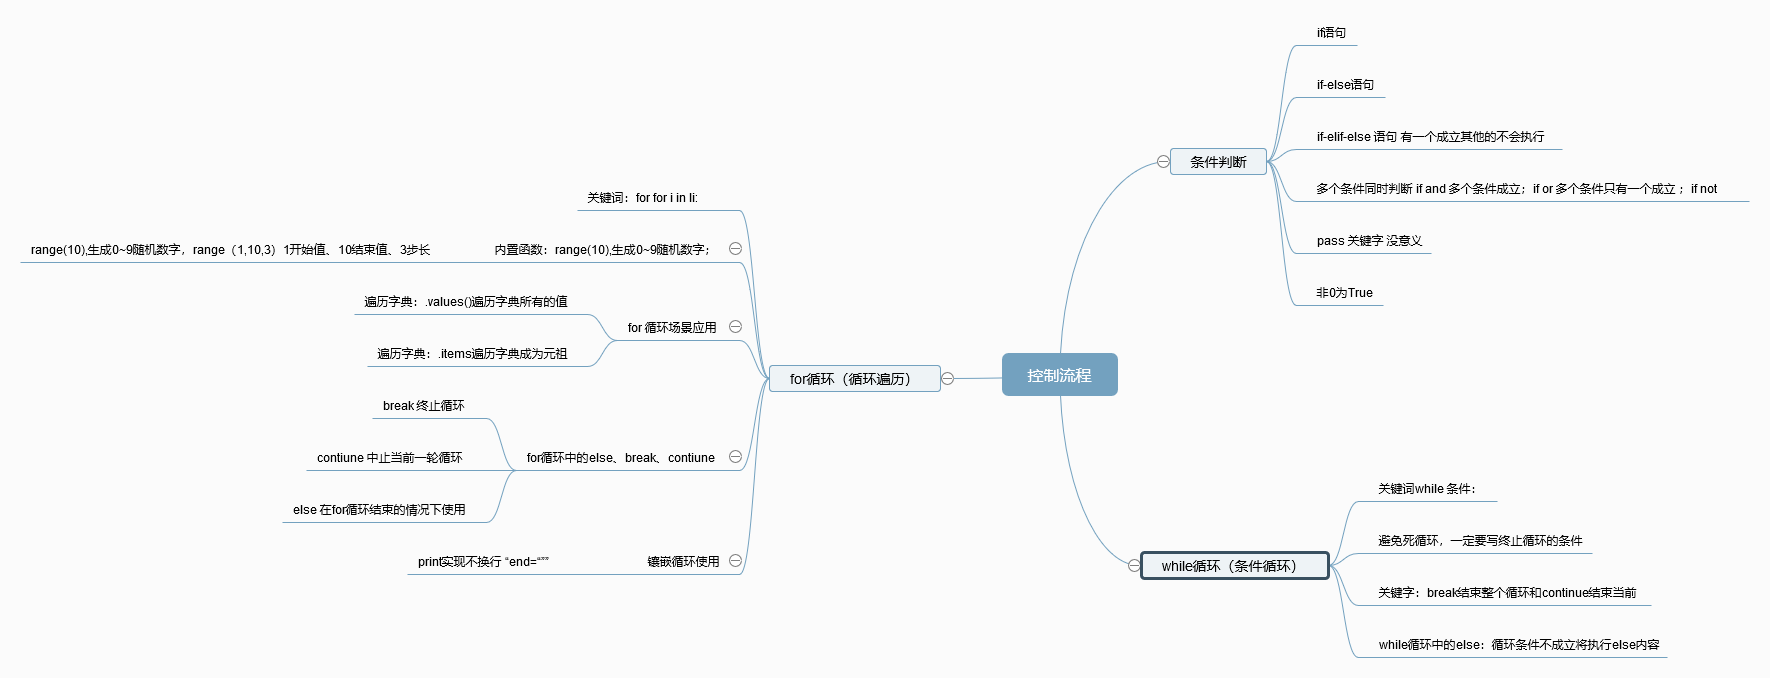 控制流程
条件判断
if语句
if-else语句
if-elif-else 语句 有一个成立其他的不会执行
多个条件同时判断 if and 多个条件成立；if or 多个条件只有一个成立 ；if not
pass 关键字 没意义
非0为True
while循环（条件循环）
关键词while 条件：
避免死循环，一定要写终止循环的条件
关键字：break结束整个循环和continue结束当前
while循环中的else：循环条件不成立将执行else内容
for循环（循环遍历）
关键词：for for i in li:
内置函数：range(10),生成0~9随机数字；
range(10),生成0~9随机数字，range（1,10,3）1开始值、10结束值、3步长
for 循环场景应用
遍历字典：.values()遍历字典所有的值
遍历字典：.items遍历字典成为元祖
for循环中的else、break、contiune
break 终止循环
contiune 中止当前一轮循环
else 在for循环结束的情况下使用
镶嵌循环使用
print实现不换行 “end=“””